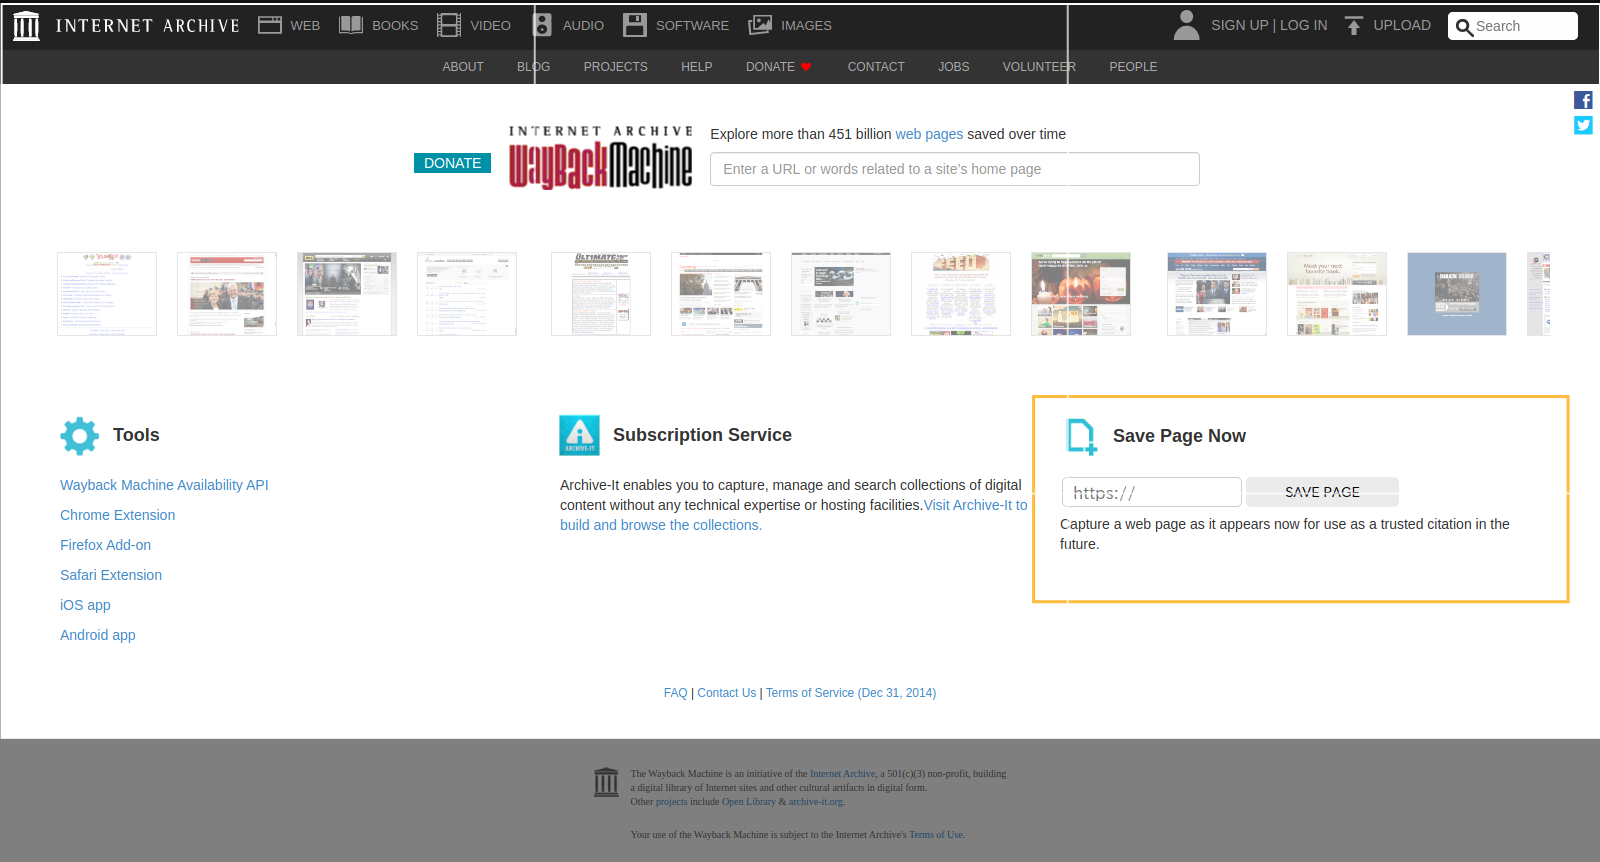 INTERNET ARCHIVE WEB BOOKS VIDEO AUDIO SOFTWARE IMAGES SIGN UP | LOG IN UPLOAD Search
ABOUT BLOG PROJECTS HELP DONATE CONTACT JOBS VOLUNTEER PEOPLE
INTERNET ARCHIVE
WayBackMachine
DONATE
Explore more than 451 billion web pages saved over time
Enter a URL or words related to a site's home page
Tools
Wayback Machine Availability API
Chrome Extension
Firefox Add-on
Safari Extension
iOS app
Android app
ARCHIVE-IT
Subscription Service
Archive-It enables you to capture, manage and search collections of digital
content without any technical expertise or hosting facilities.Visit Archive-It to
build and browse the collections.
Save Page Now
https:// SAVE PAGE
Capture a web page as it appears now for use as a trusted citation in the
future.
FAQ | Contact Us | Terms of Service (Dec 31, 2014)
The Wayback Machine is an initiative of the Internet Archive, a 501(c)(3) non-profit, building
a digital library of Internet sites and other cultural artifacts in digital form.
Other projects include Open Library & archive-it.org.
Your use of the Wayback Machine is subject to the Internet Archive's Terms of Use.